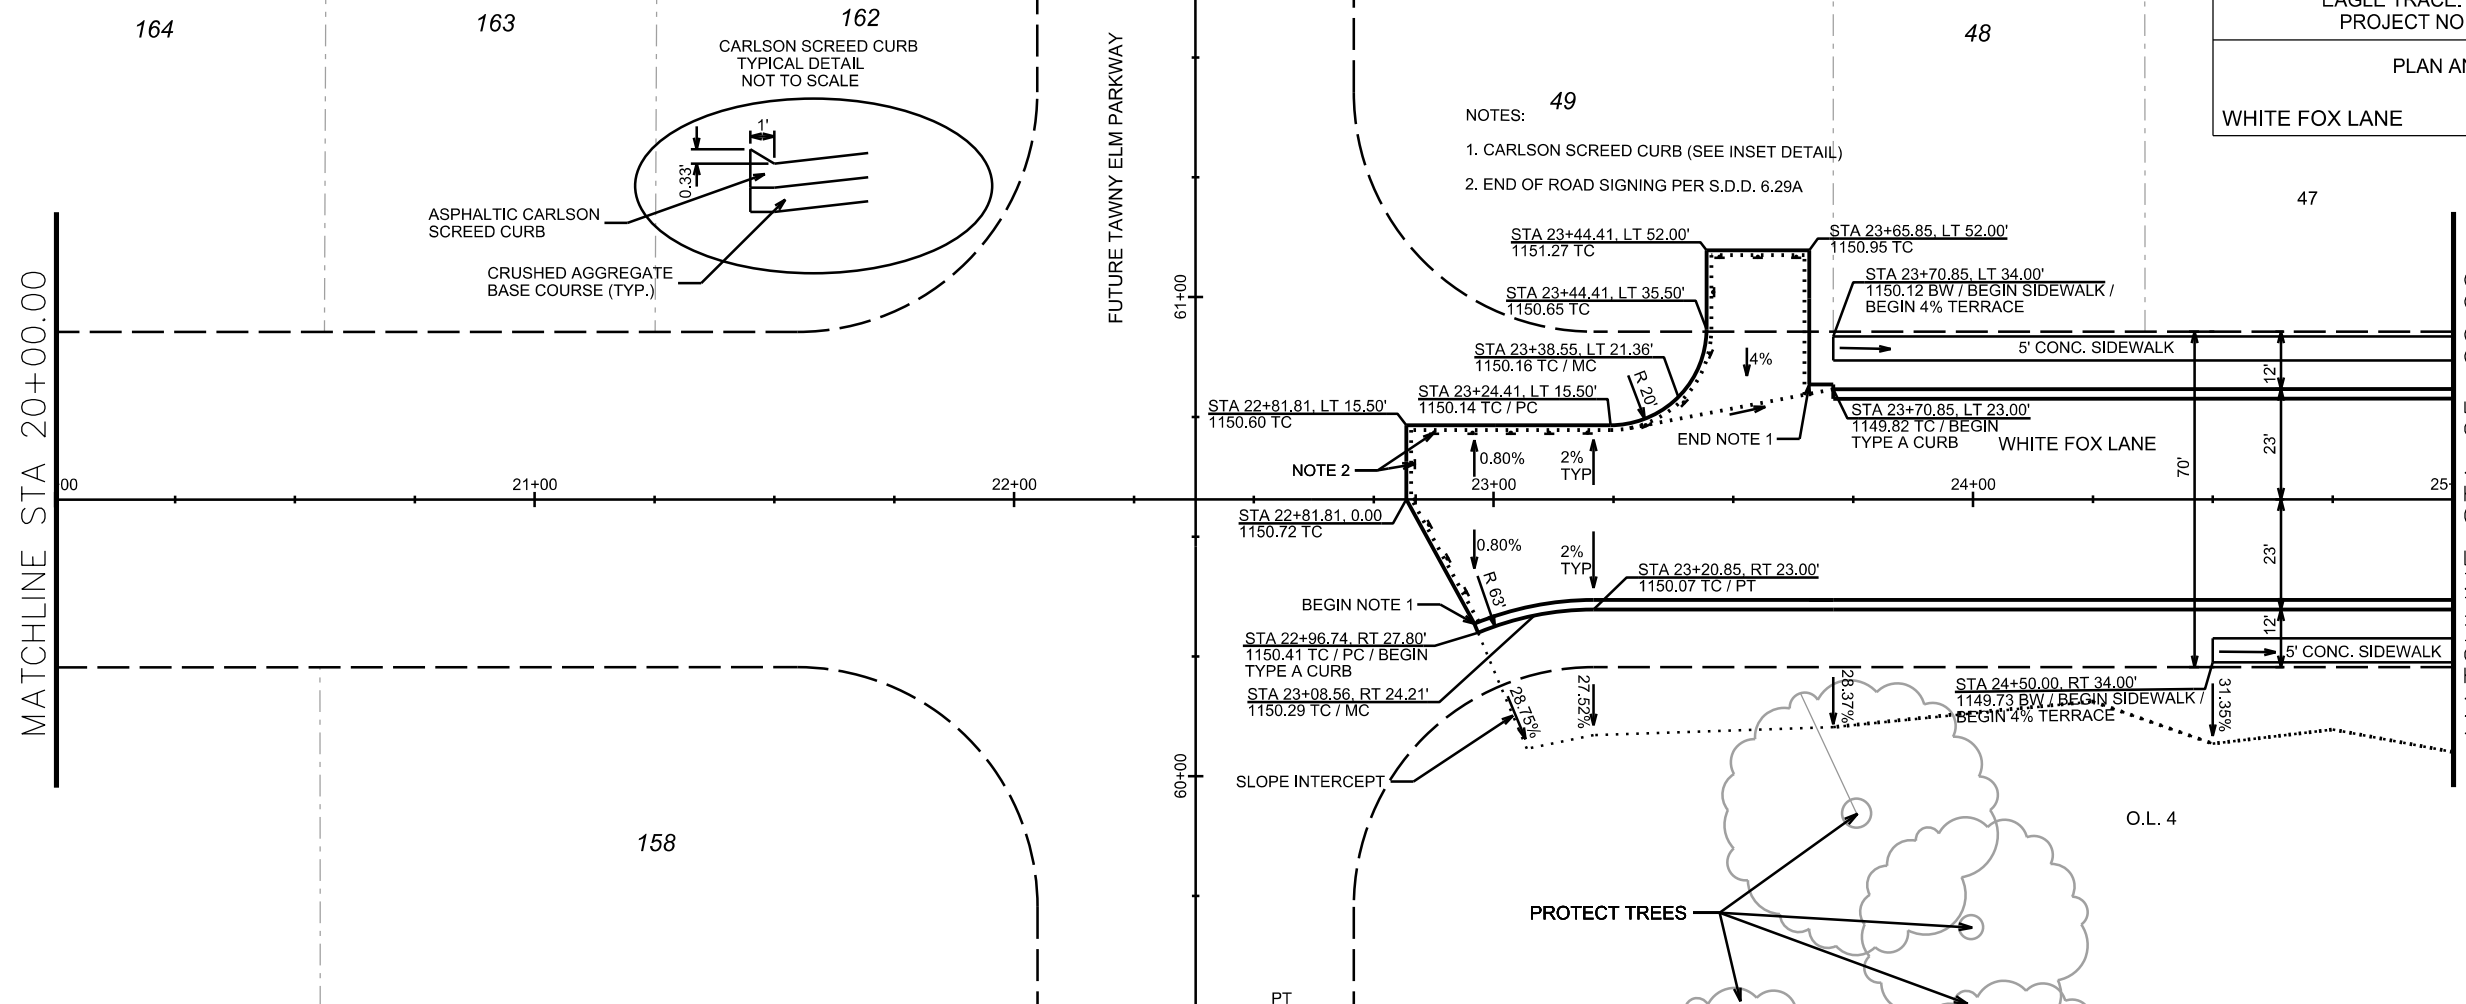 164
163
162
CARLSON SCREED CURB
TYPICAL DETAIL
NOT TO SCALE
1'
0.33'
ASPHALTIC CARLSON
SCREED CURB
CRUSHED AGGREGATE
BASE COURSE (TYP.)
MATCHLINE STA 20+00.00
FUTURE TAWNY ELM PARKWAY
61+00
60+00
49
48
47
NOTES:
1. CARLSON SCREED CURB (SEE INSET DETAIL)
2. END OF ROAD SIGNING PER S.D.D. 6.29A
PROJECT NO
WHITE FOX LANE
STA 23+44.41, LT 52.00'
1151.27 TC
STA 23+65.85, LT 52.00'
1150.95 TC
STA 23+70.85, LT 34.00'
1150.12 BW / BEGIN SIDEWALK /
BEGIN 4% TERRACE
STA 23+44.41, LT 35.50'
1150.65 TC
STA 23+38.55, LT 21.36'
1150.16 TC / MC
R 20'
4%
5' CONC. SIDEWALK
STA 23+24.41, LT 15.50'
1150.14 TC / PC
STA 22+81.81, LT 15.50'
1150.60 TC
END NOTE 1
STA 23+70.85, LT 23.00'
1149.82 TC / BEGIN
TYPE A CURB
WHITE FOX LANE
12'
23'
70'
23'
12'
NOTE 2
0.80%
2%
TYP
00
21+00
22+00
23+00
24+00
25
STA 22+81.81, 0.00
1150.72 TC
0.80%
2%
TYP
R 63'
STA 23+20.85, RT 23.00'
1150.07 TC / PT
BEGIN NOTE 1
STA 22+96.74, RT 27.80'
1150.41 TC / PC / BEGIN
TYPE A CURB
STA 23+08.56, RT 24.21'
1150.29 TC / MC
5' CONC. SIDEWALK
STA 24+50.00, RT 34.00'
1149.73 BW / BEGIN SIDEWALK /
BEGIN 4% TERRACE
28.75%
27.52%
28.37%
31.35%
SLOPE INTERCEPT
158
O.L. 4
PROTECT TREES
PT